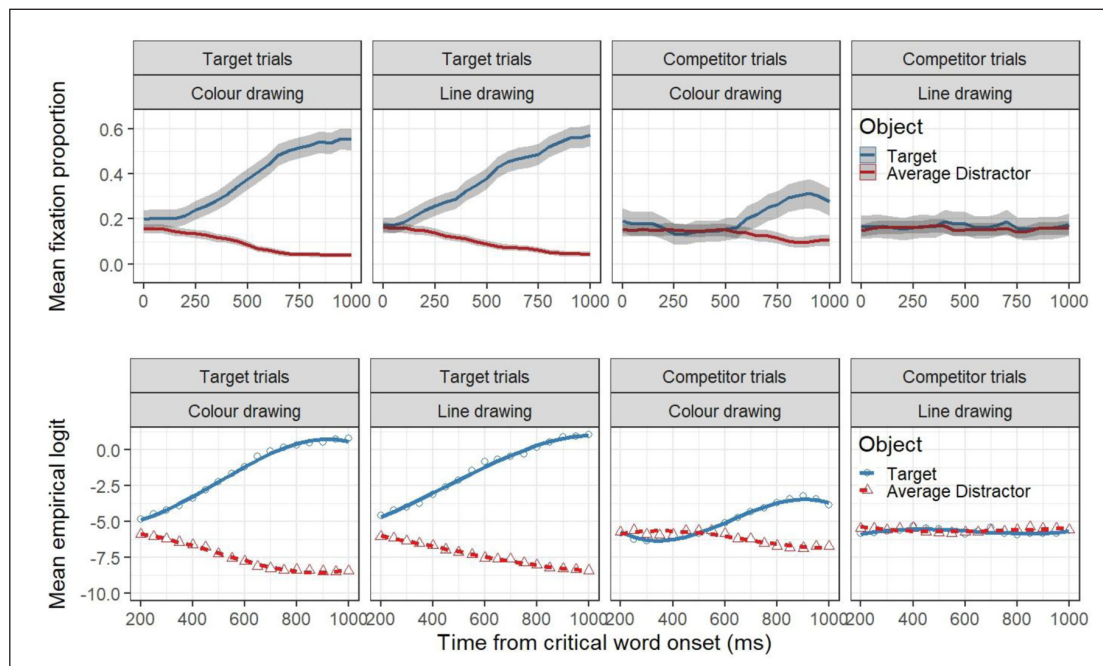 Target trials Target trials Competitor trials Competitor trials
Colour drawing Line drawing Colour drawing Line drawing
Mean fixation proportion
0.6
0.4
0.2
0.0
Object
Target
Average Distractor
0 250 500 750 1000 0 250 500 750 1000 0 250 500 750 1000 0 250 500 750 1000
Target trials Target trials Competitor trials Competitor trials
Colour drawing Line drawing Colour drawing Line drawing
Mean empirical logit
0.0
-2.5
-5.0
-7.5
-10.0
Object
Target
Average Distractor
200 400 600 800 1000 200 400 600 800 1000 200 400 600 800 1000 200 400 600 800 1000
Time from critical word onset (ms)